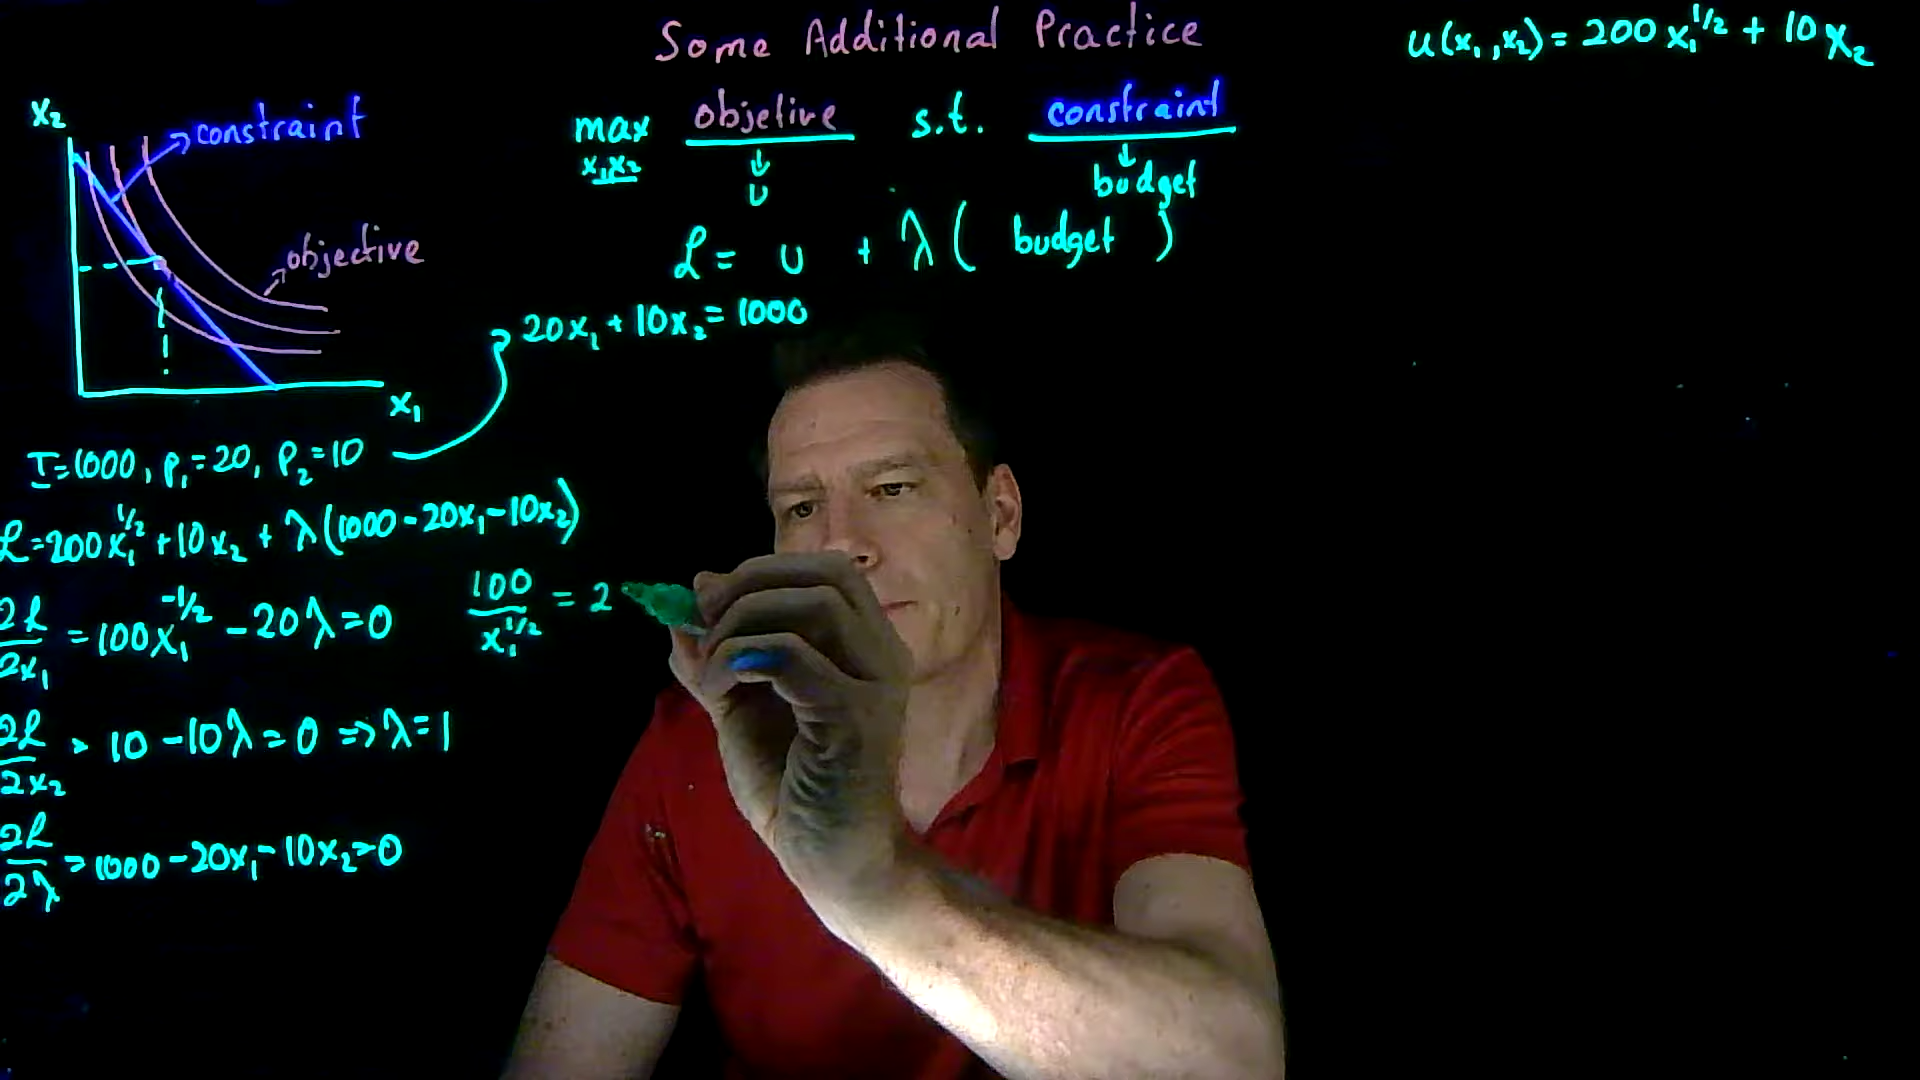 Some Additional Practice
u(x₁,x₂) = 200x₁^1/2 + 10x₂
max x₁x₂ objetive s.t. constraint
↓ U ↓ budget
L = U + λ( budget )
x₂
constraint
objective
x₁
20x₁ + 10x₂ = 1000
I=1000, p₁=20, p₂=10
L=200x₁^1/2 + 10x₂ + λ(1000-20x₁-10x₂)
∂L/∂x₁ = 100x₁^-1/2 - 20λ = 0
100/x₁^1/2 = 2
∂L/∂x₂ = 10 - 10λ = 0 => λ=1
∂L/∂λ = 1000 - 20x₁ - 10x₂ = 0